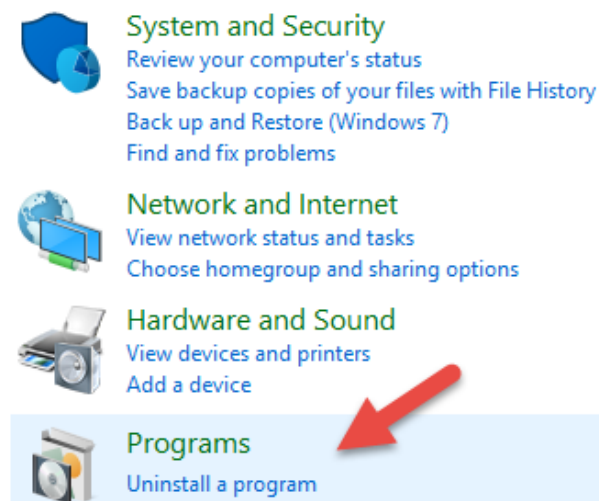 System and Security
Review your computer's status
Save backup copies of your files with File History
Back up and Restore (Windows 7)
Find and fix problems
Network and Internet
View network status and tasks
Choose homegroup and sharing options
Hardware and Sound
View devices and printers
Add a device
Programs
Uninstall a program